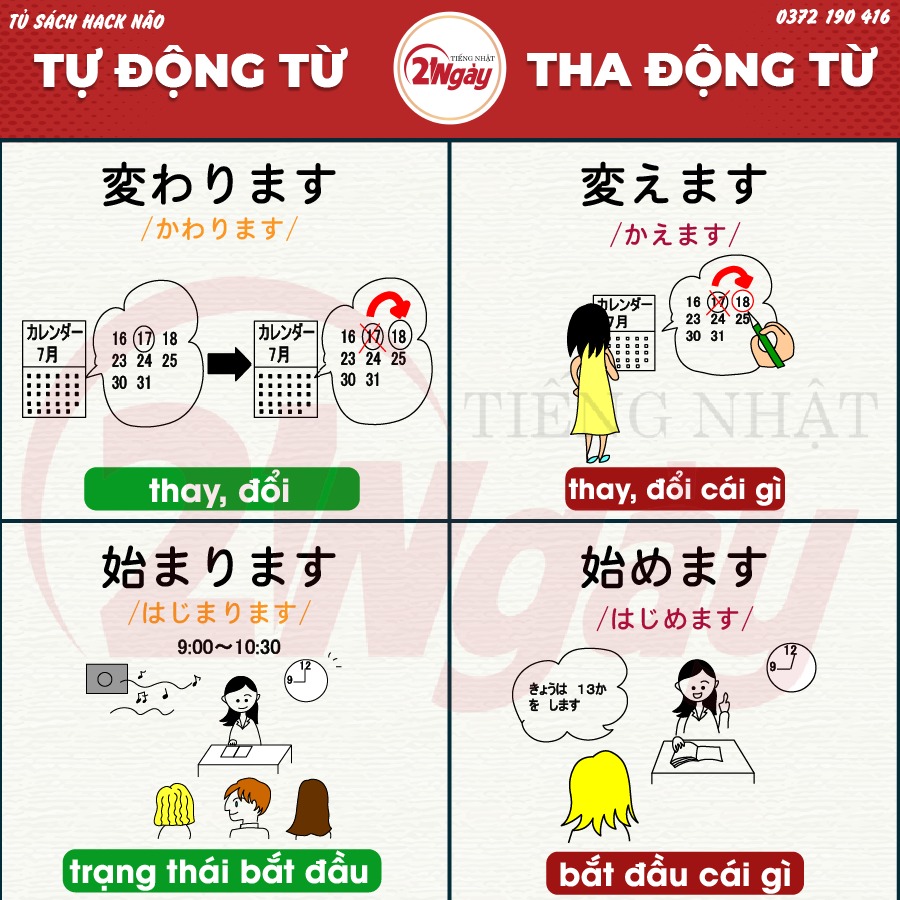 TỦ SÁCH HACK NÃO
0372 190 416
TỰ ĐỘNG TỪ
TIẾNG NHẬT
2Ngày
THA ĐỘNG TỪ
変わります
/かわります/
カレンダー
7月
16 17 18
23 24 25
30 31
カレンダー
7月
16 17 18
23 24 25
30 31
thay, đổi
変えます
/かえます/
カレンダー
7月
16 17 18
23 24 25
30 31
thay, đổi cái gì
TIẾNG NHẬT
2Ngày
始まります
/はじまります/
9:00～10:30
12
9
trạng thái bắt đầu
始めます
/はじめます/
きょうは 13か
を します
12
9
bắt đầu cái gì